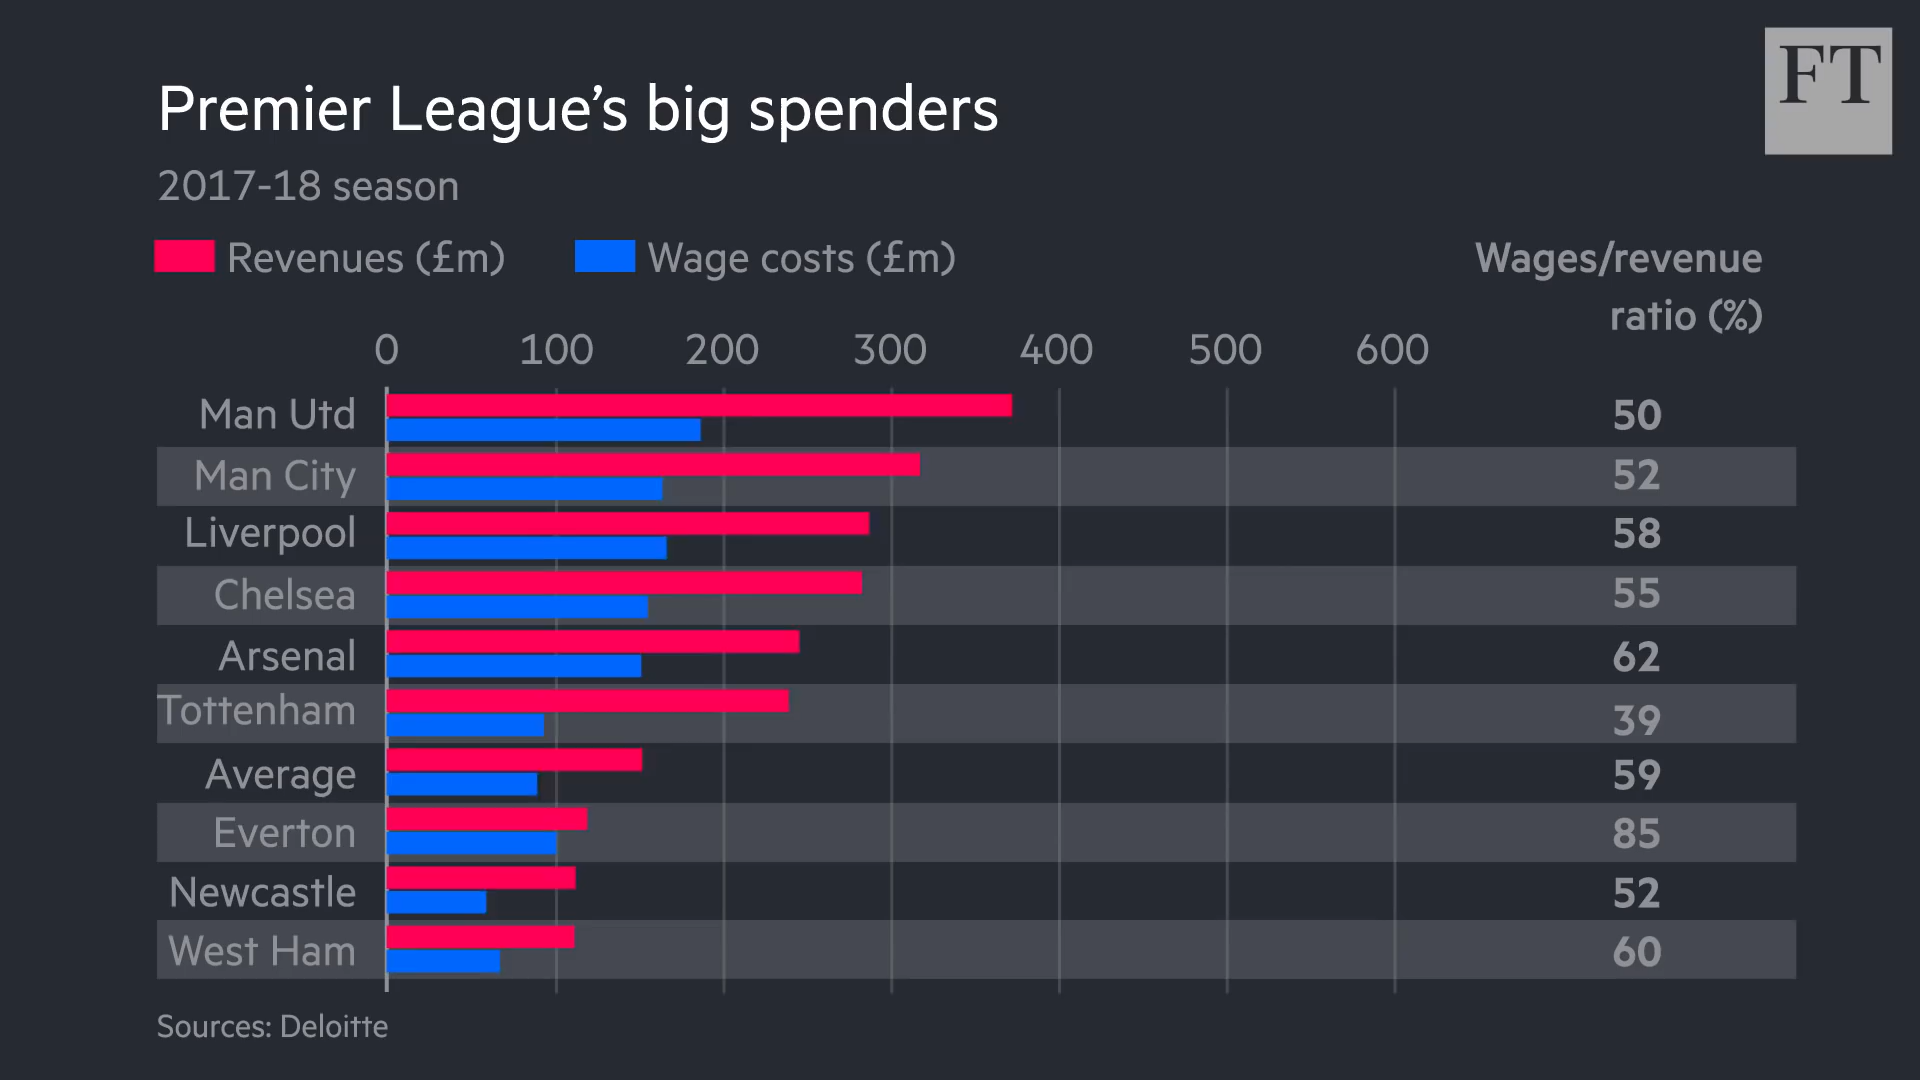 FT
Premier League’s big spenders
2017-18 season
Revenues (£m) Wage costs (£m) Wages/revenue
ratio (%)
0 100 200 300 400 500 600
Man Utd 50
Man City 52
Liverpool 58
Chelsea 55
Arsenal 62
Tottenham 39
Average 59
Everton 85
Newcastle 52
West Ham 60
Sources: Deloitte